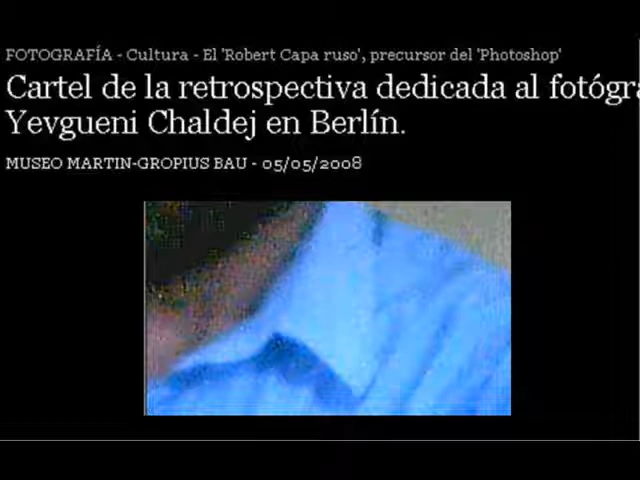 FOTOGRAFÍA - Cultura - El 'Robert Capa ruso', precursor del 'Photoshop'
Cartel de la retrospectiva dedicada al fotógra
Yevgueni Chaldej en Berlín.
MUSEO MARTIN-GROPIUS BAU - 05/05/2008